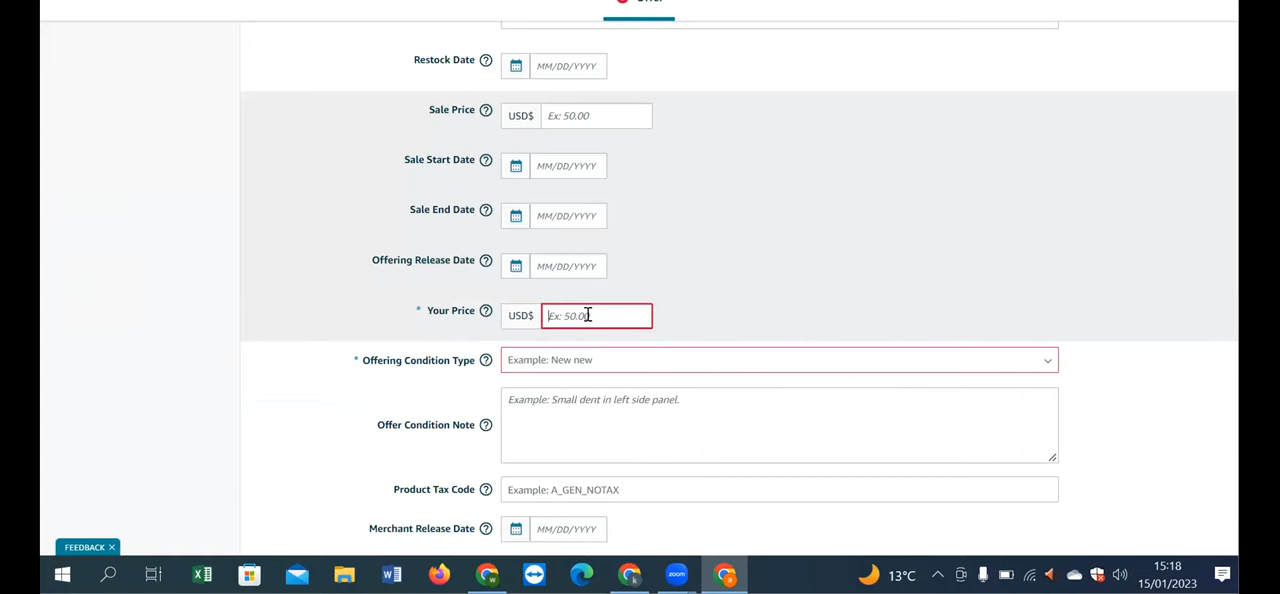 Restock Date
MM/DD/YYYY
Sale Price
USD$ Ex: 50.00
Sale Start Date
MM/DD/YYYY
Sale End Date
MM/DD/YYYY
Offering Release Date
MM/DD/YYYY
* Your Price
USD$ Ex: 50.00
* Offering Condition Type
Example: New new
Example: Small dent in left side panel.
Offer Condition Note
Product Tax Code
Example: A_GEN_NOTAX
Merchant Release Date
MM/DD/YYYY
FEEDBACK ×
zoom
13°C
15:18
15/01/2023